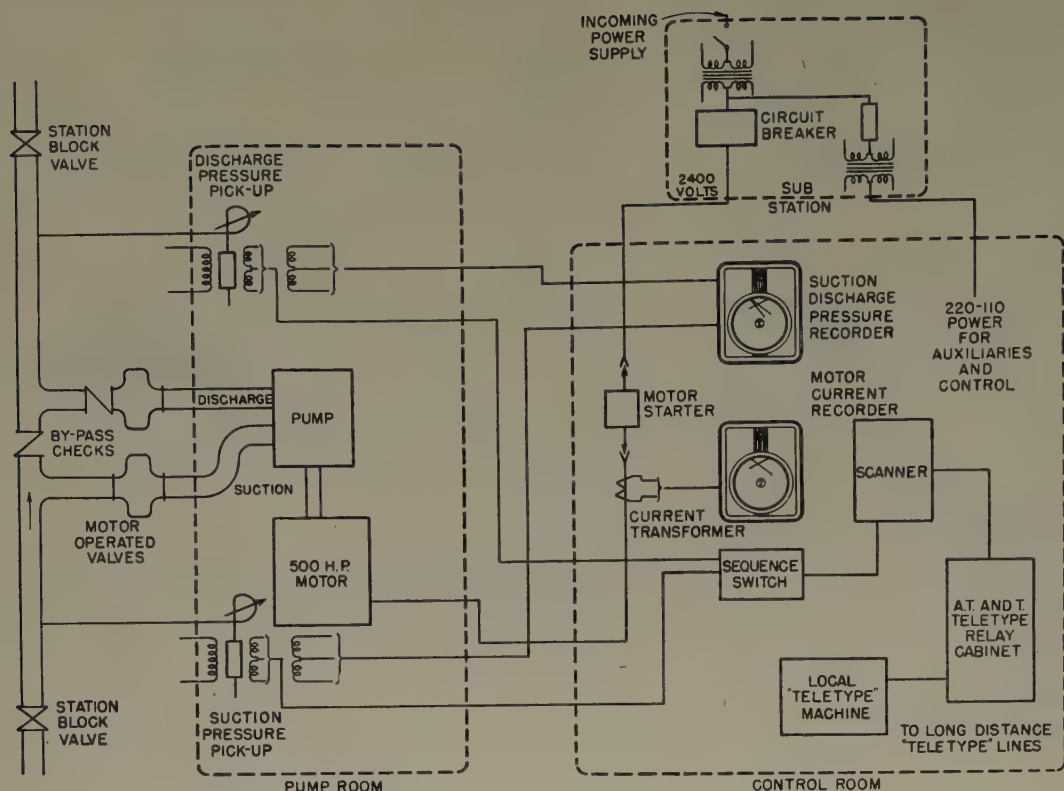 INCOMING
POWER
SUPPLY
STATION
BLOCK
VALVE
DISCHARGE
PRESSURE
PICK-UP
CIRCUIT
BREAKER
2400
VOLTS
SUB
STATION
SUCTION
DISCHARGE
PRESSURE
RECORDER
220-110
POWER
FOR
AUXILIARIES
AND
CONTROL
MOTOR
STARTER
MOTOR
CURRENT
RECORDER
DISCHARGE
PUMP
BY-PASS
CHECKS
SUCTION
MOTOR
OPERATED
VALVES
CURRENT
TRANSFORMER
SCANNER
500 H.P.
MOTOR
SEQUENCE
SWITCH
A.T. AND T.
TELETYPE
RELAY
CABINET
LOCAL
"TELETYPE"
MACHINE
STATION
BLOCK
VALVE
SUCTION
PRESSURE
PICK-UP
TO LONG DISTANCE
"TELETYPE" LINES
PUMP ROOM
CONTROL ROOM